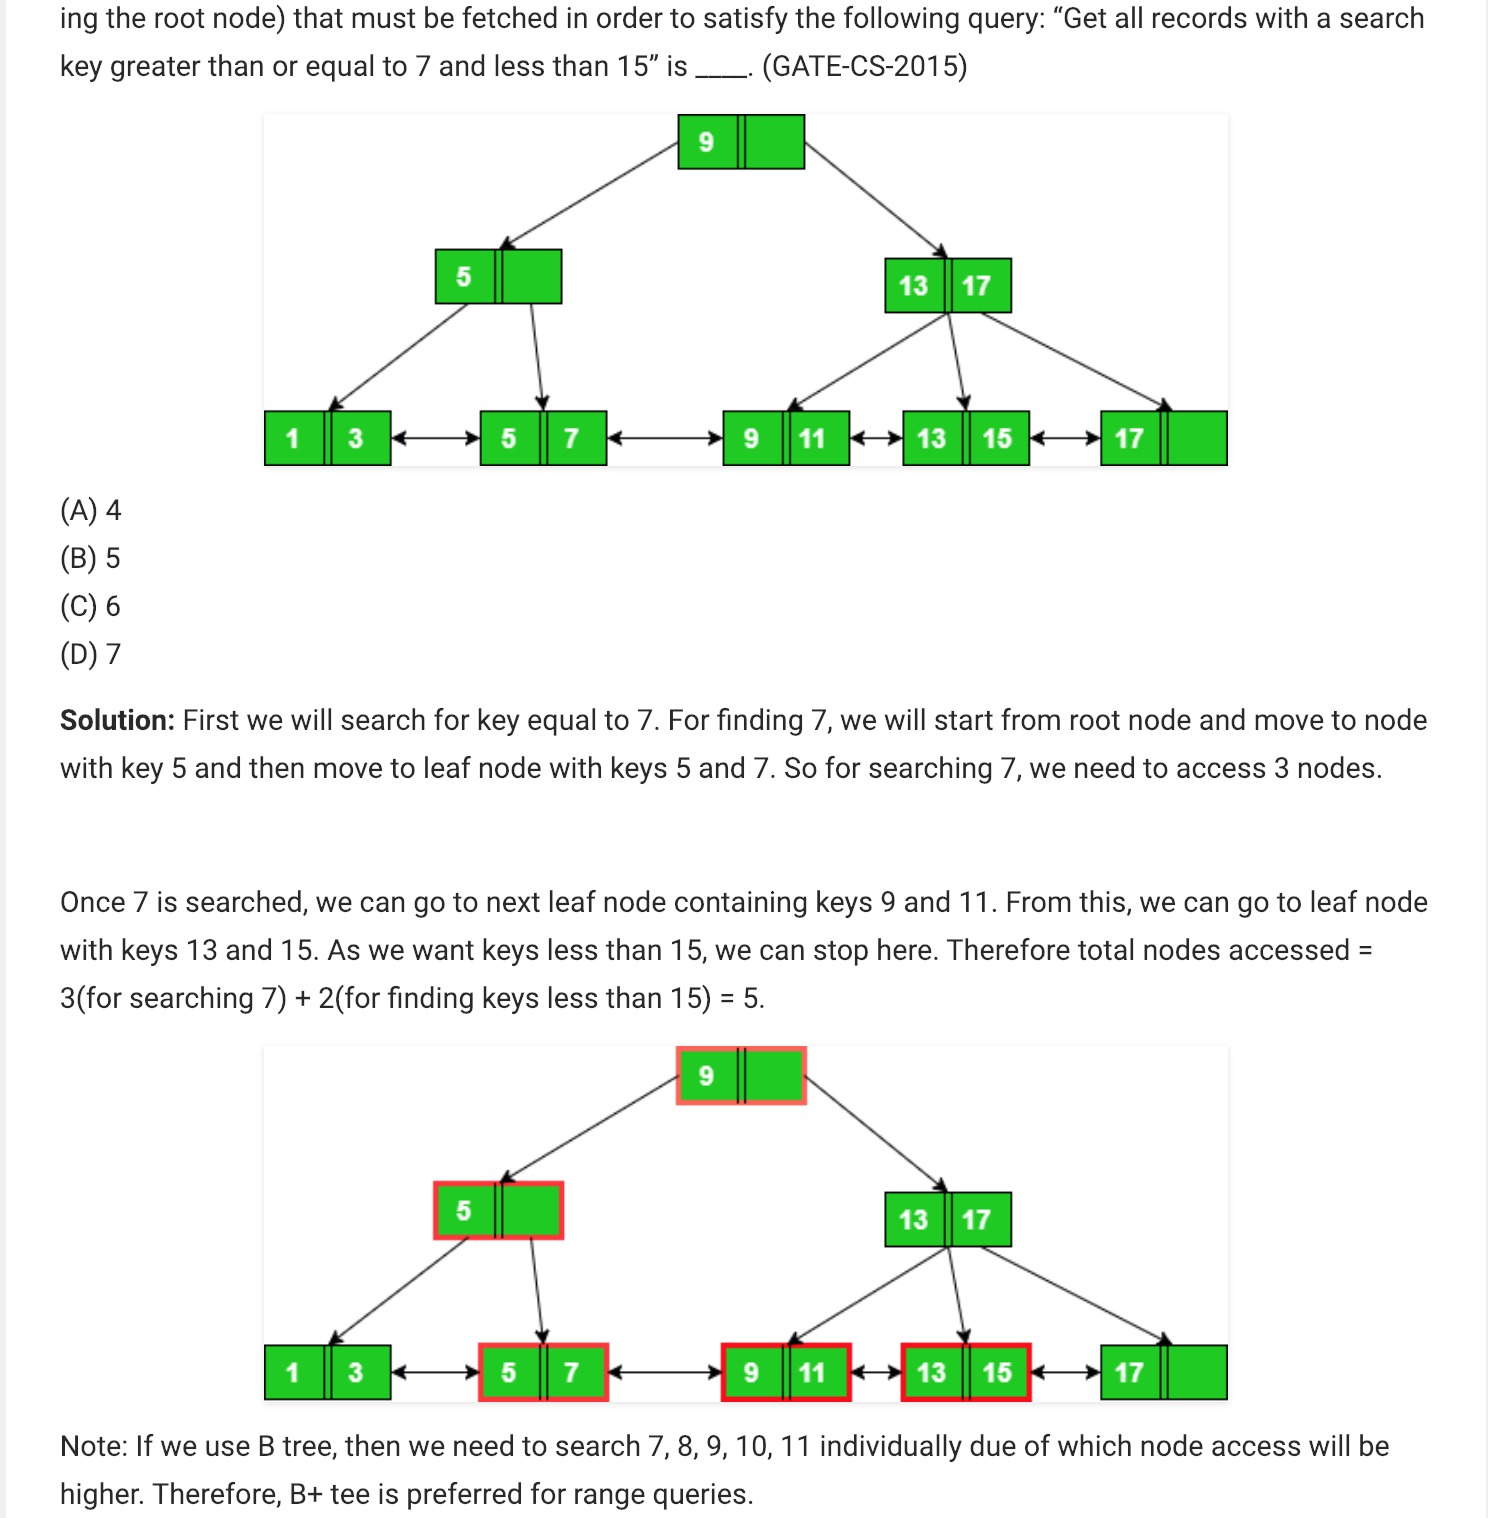 ing the root node) that must be fetched in order to satisfy the following query: “Get all records with a search
key greater than or equal to 7 and less than 15” is ____. (GATE-CS-2015)
9
5
13 17
1 3 5 7 9 11 13 15 17
(A) 4
(B) 5
(C) 6
(D) 7
Solution: First we will search for key equal to 7. For finding 7, we will start from root node and move to node
with key 5 and then move to leaf node with keys 5 and 7. So for searching 7, we need to access 3 nodes.
Once 7 is searched, we can go to next leaf node containing keys 9 and 11. From this, we can go to leaf node
with keys 13 and 15. As we want keys less than 15, we can stop here. Therefore total nodes accessed =
3(for searching 7) + 2(for finding keys less than 15) = 5.
9
5
13 17
1 3 5 7 9 11 13 15 17
Note: If we use B tree, then we need to search 7, 8, 9, 10, 11 individually due of which node access will be
higher. Therefore, B+ tee is preferred for range queries.